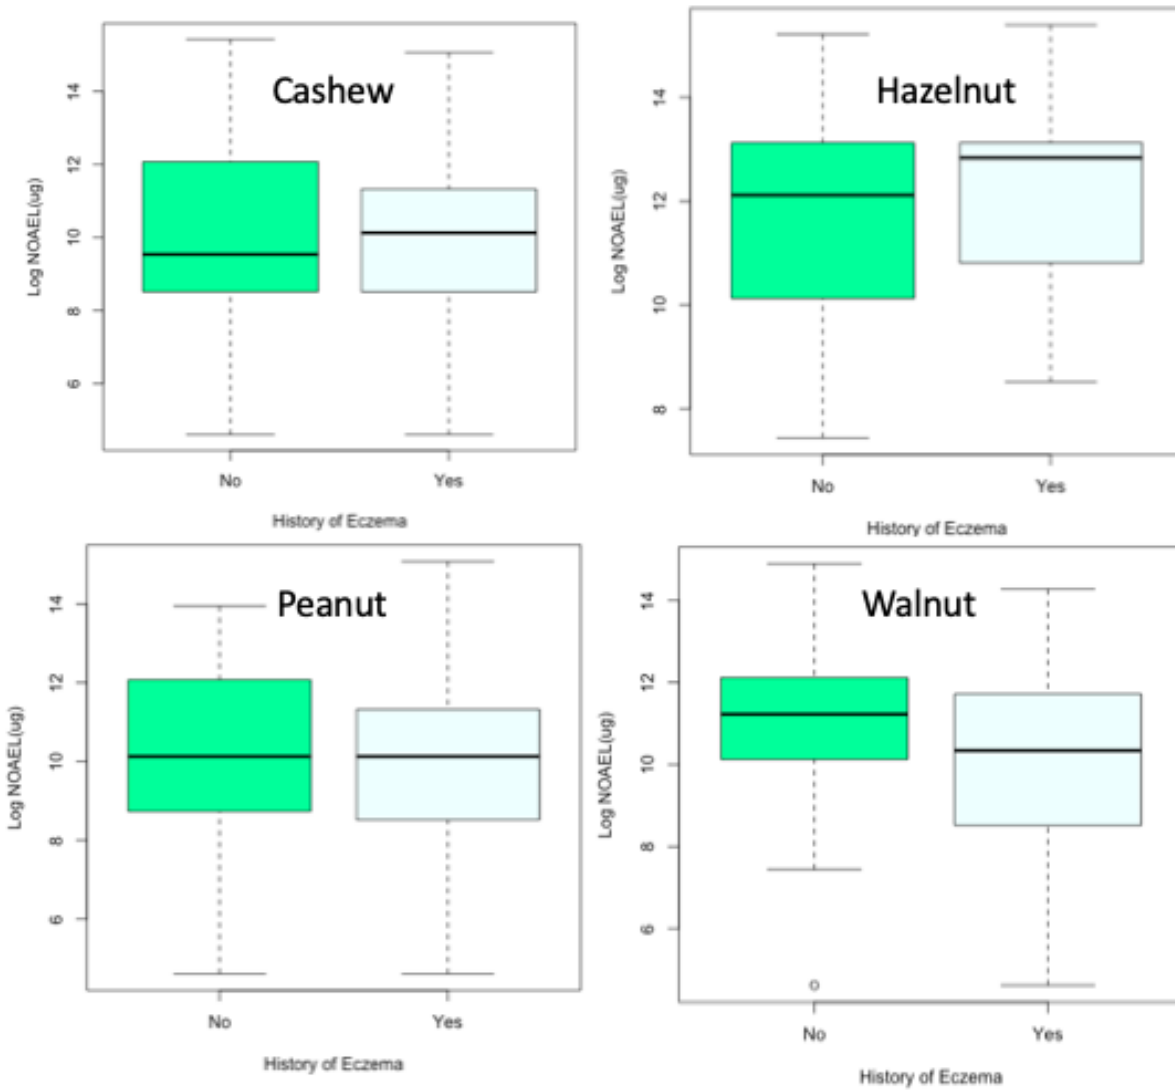 Cashew
Log NOAEL(ug)
14
12
10
8
6
No Yes
History of Eczema
Hazelnut
Log NOAEL(ug)
14
12
10
8
No Yes
History of Eczema
Peanut
Log NOAEL(ug)
14
12
10
8
6
No Yes
History of Eczema
Walnut
Log NOAEL(ug)
14
12
10
8
6
No Yes
History of Eczema